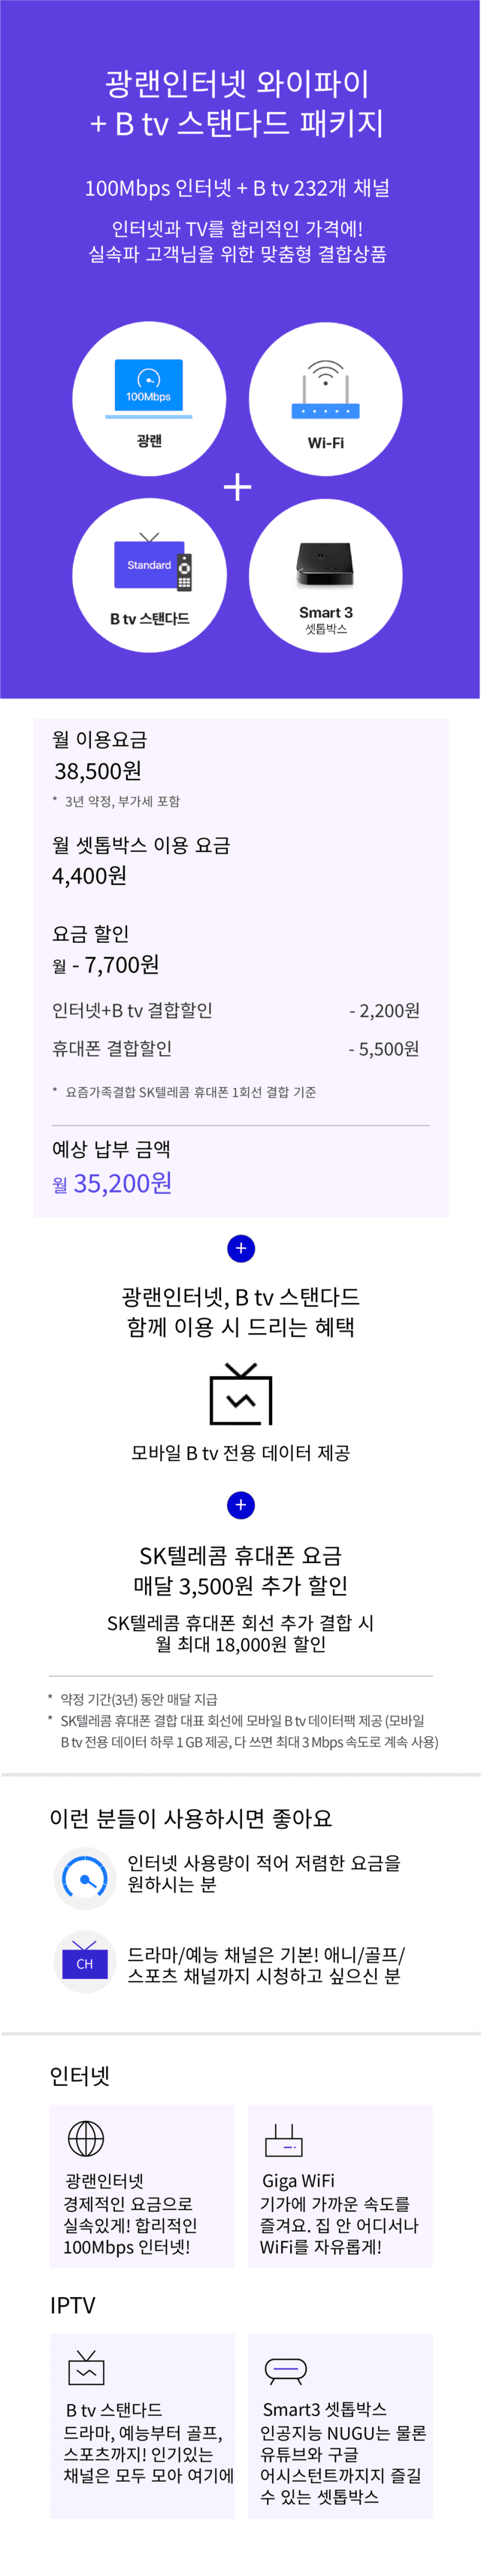 광랜인터넷 와이파이
+ B tv 스탠다드 패키지
100Mbps 인터넷 + B tv 232개 채널
인터넷과 TV를 합리적인 가격에!
실속파 고객님을 위한 맞춤형 결합상품
100Mbps
광랜
Wi-Fi
+
Standard
B tv 스탠다드
Smart 3
셋톱박스
월 이용요금
38,500원
* 3년 약정, 부가세 포함
월 셋톱박스 이용 요금
4,400원
요금 할인
월 - 7,700원
인터넷+B tv 결합할인 - 2,200원
휴대폰 결합할인 - 5,500원
* 요즘가족결합 SK텔레콤 휴대폰 1회선 결합 기준
예상 납부 금액
월 35,200원
+
광랜인터넷, B tv 스탠다드
함께 이용 시 드리는 혜택
모바일 B tv 전용 데이터 제공
+
SK텔레콤 휴대폰 요금
매달 3,500원 추가 할인
SK텔레콤 휴대폰 회선 추가 결합 시
월 최대 18,000원 할인
* 약정 기간(3년) 동안 매달 지급
* SK텔레콤 휴대폰 결합 대표 회선에 모바일 B tv 데이터팩 제공 (모바일
B tv 전용 데이터 하루 1 GB 제공, 다 쓰면 최대 3 Mbps 속도로 계속 사용)
이런 분들이 사용하시면 좋아요
인터넷 사용량이 적어 저렴한 요금을
원하시는 분
CH
드라마/예능 채널은 기본! 애니/골프/
스포츠 채널까지 시청하고 싶으신 분
인터넷
광랜인터넷
경제적인 요금으로
실속있게! 합리적인
100Mbps 인터넷!
Giga WiFi
기가에 가까운 속도를
즐겨요. 집 안 어디서나
WiFi를 자유롭게!
IPTV
B tv 스탠다드
드라마, 예능부터 골프,
스포츠까지! 인기있는
채널은 모두 모아 여기에
Smart3 셋톱박스
인공지능 NUGU는 물론
유튜브와 구글
어시스턴트까지지 즐길
수 있는 셋톱박스